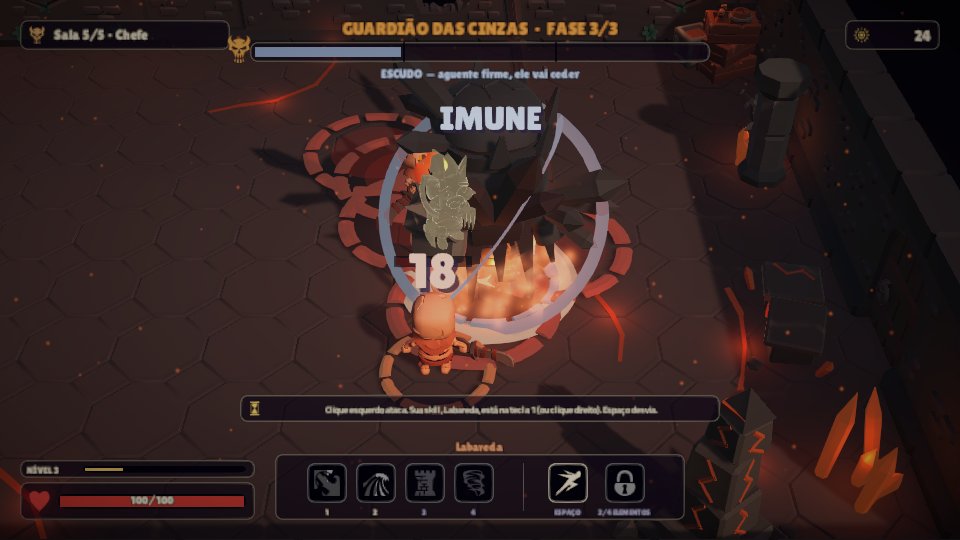 GUARDIÃO DAS CINZAS · FASE 3/3
Sala 5/5 · Chefe
24
ESCUDO — aguente firme, ele vai ceder
IMUNE
18
Clique esquerdo ataca. Sua skill, Labareda, está na tecla 1 (ou clique direito). Espaço desvia.
Labareda
NÍVEL 3
100/100
1
2
3
4
ESPAÇO
3/4 ELEMENTOS